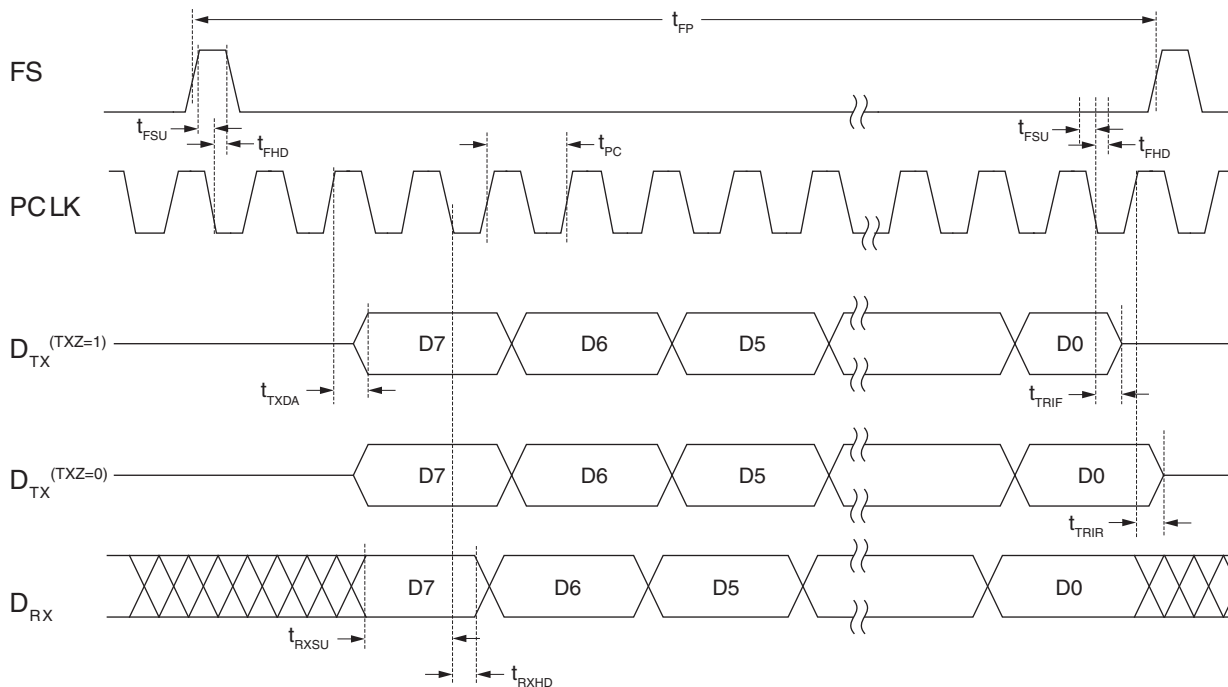 tFP
FS
tFSU
tFHD
tPC
tFSU
tFHD
PCLK
DTX(TXZ=1)
D7
D6
D5
D0
tTXDA
tTRIF
DTX(TXZ=0)
D7
D6
D5
D0
tTRIR
DRX
D7
D6
D5
D0
tRXSU
tRXHD